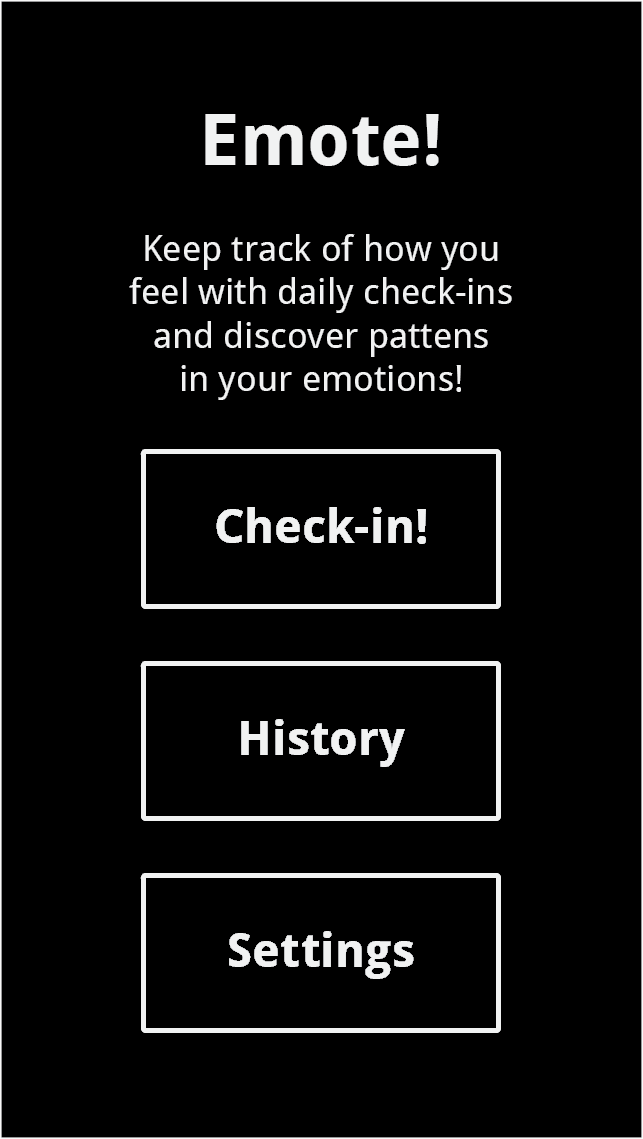 Emote!
Keep track of how you
feel with daily check-ins
and discover pattens
in your emotions!
Check-in!
History
Settings